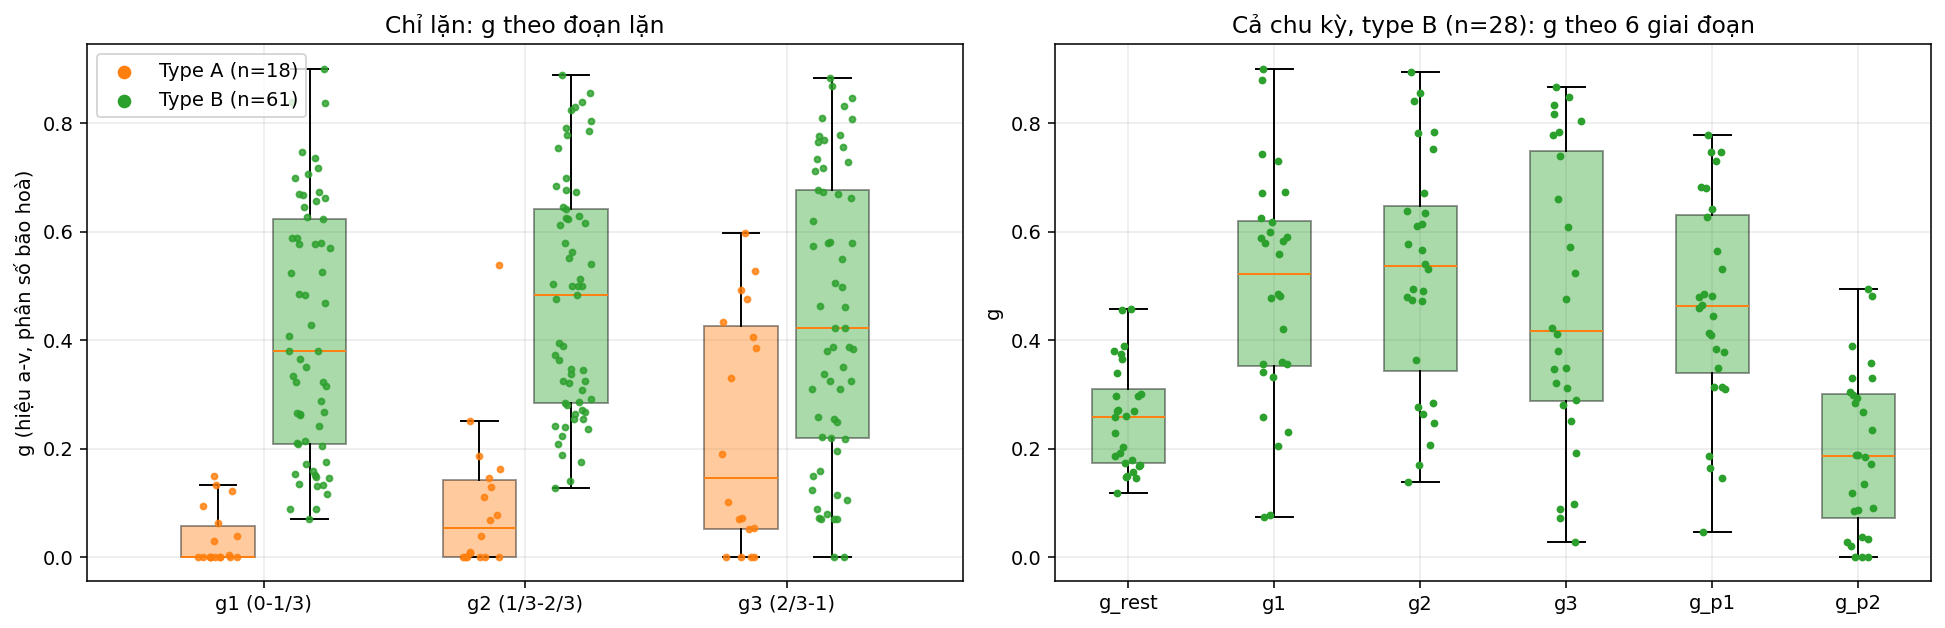 Chỉ lặn: g theo đoạn lặn
g (hiệu a-v, phân số bão hoà)
0.8
0.6
0.4
0.2
0.0
Type A (n=18)
Type B (n=61)
g1 (0-1/3)
g2 (1/3-2/3)
g3 (2/3-1)
Cả chu kỳ, type B (n=28): g theo 6 giai đoạn
g
0.8
0.6
0.4
0.2
0.0
g_rest
g1
g2
g3
g_p1
g_p2